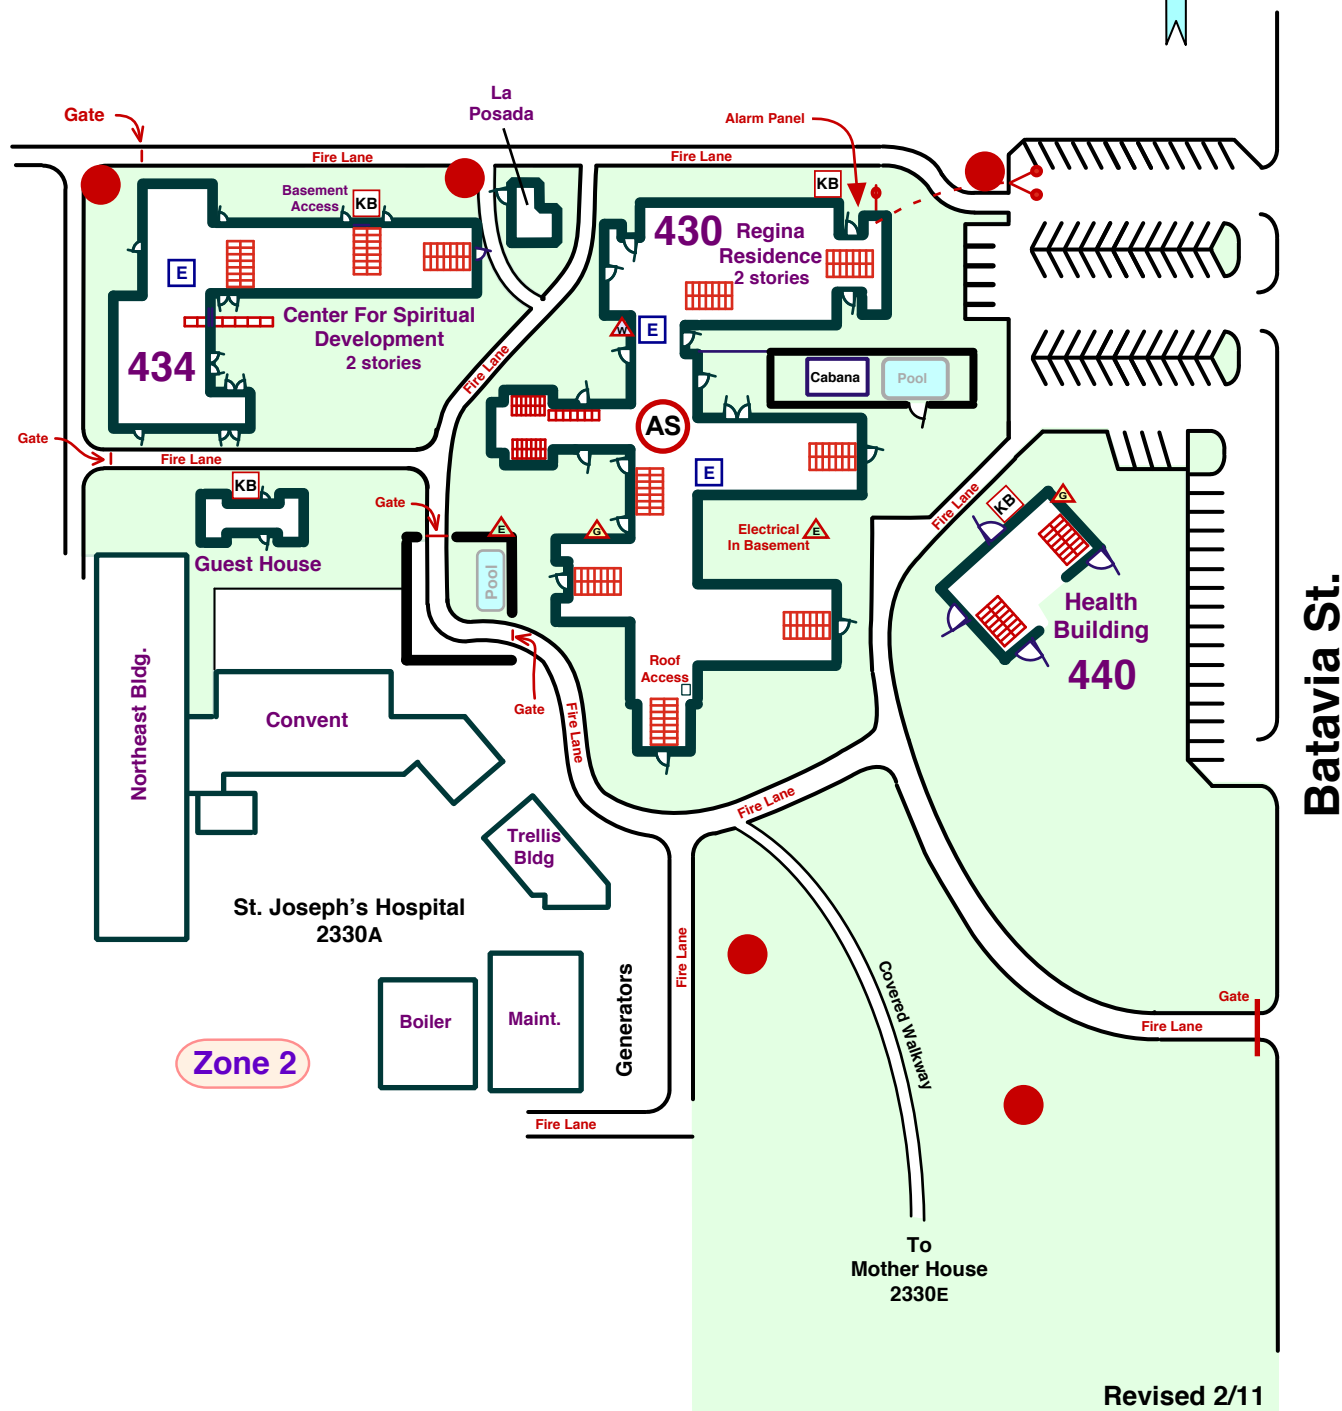 La
Posada
Gate
Alarm Panel
Fire Lane
Fire Lane
Basement
Access
KB
KB
430
Regina
Residence
2 stories
E
Center For Spiritual
Development
2 stories
434
W
E
Fire Lane
Cabana
Pool
AS
Gate
Fire Lane
E
KB
Gate
Fire Lane
KB
G
E
G
Electrical
In Basement
E
Guest House
Pool
Health
Building
440
Batavia St.
Northeast Bldg.
Convent
Roof
Access
Gate
Fire Lane
Fire Lane
Trellis
Bldg
St. Joseph's Hospital
2330A
Fire Lane
Covered Walkway
Generators
Boiler
Maint.
Gate
Fire Lane
Zone 2
Fire Lane
To
Mother House
2330E
Revised 2/11